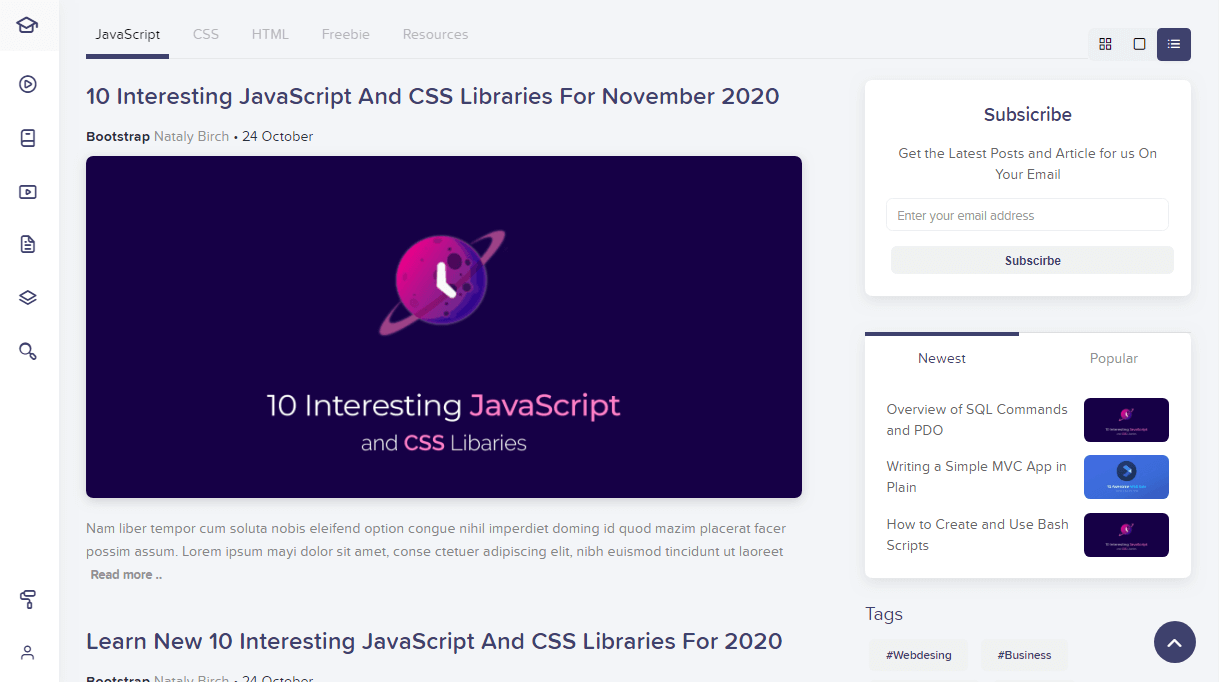 JavaScript CSS HTML Freebie Resources
10 Interesting JavaScript And CSS Libraries For November 2020
Bootstrap Nataly Birch • 24 October
10 Interesting JavaScript
and CSS Libaries
Nam liber tempor cum soluta nobis eleifend option congue nihil imperdiet doming id quod mazim placerat facer
possim assum. Lorem ipsum mayi dolor sit amet, conse ctetuer adipiscing elit, nibh euismod tincidunt ut laoreet
Read more ..
Learn New 10 Interesting JavaScript And CSS Libraries For 2020
Bootstrap Nataly Birch • 24 October
Subsicribe
Get the Latest Posts and Article for us On
Your Email
Enter your email address
Subscirbe
Newest Popular
Overview of SQL Commands
and PDO
Writing a Simple MVC App in
Plain
How to Create and Use Bash
Scripts
Tags
#Webdesing #Business